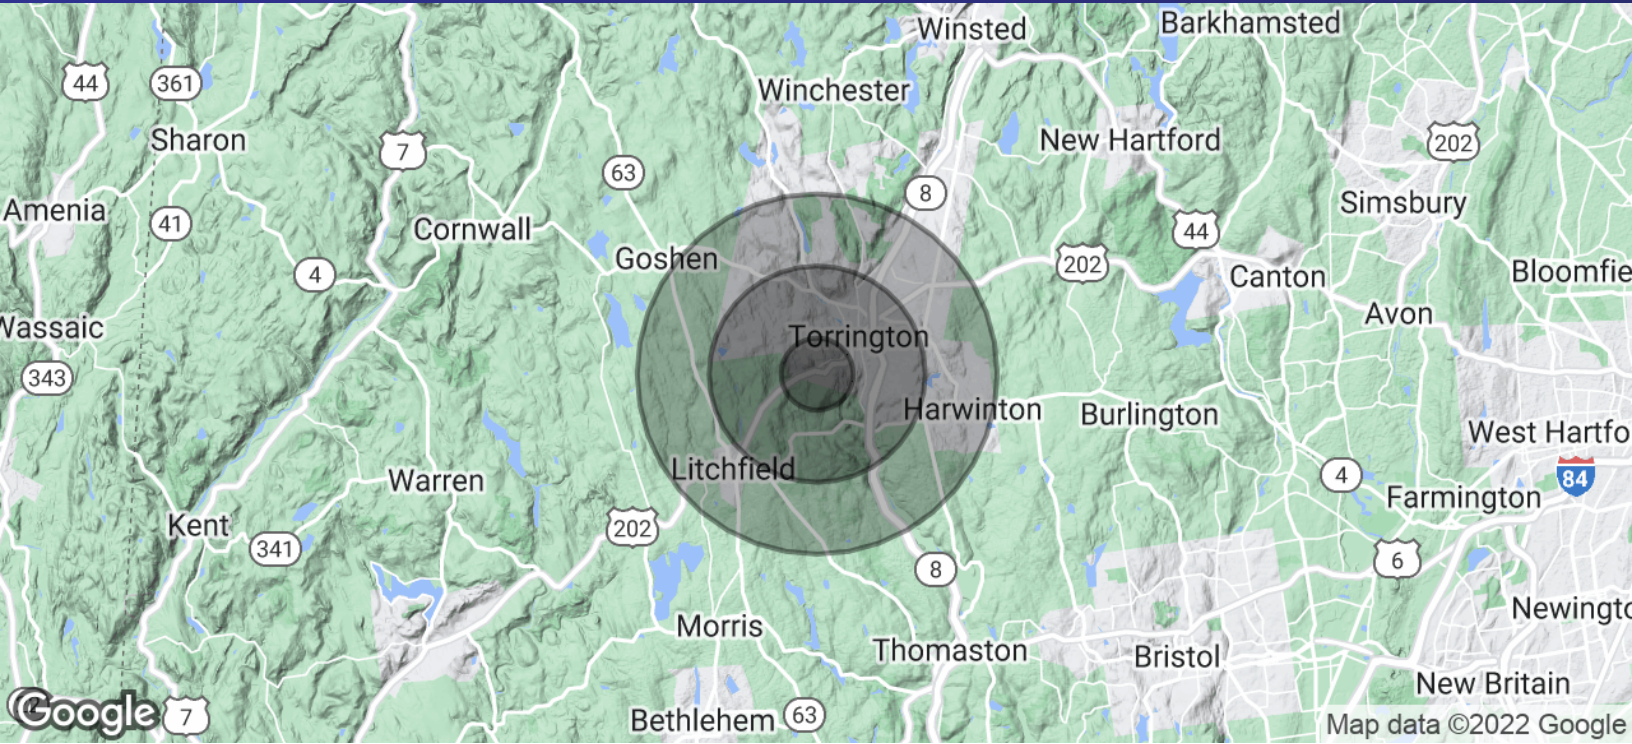 Winsted
Barkhamsted
44
361
Winchester
Sharon
7
New Hartford
202
63
8
Amenia
41
Cornwall
Simsbury
44
Goshen
4
202
Canton
Bloomfie
Wassaic
Torrington
Avon
343
Harwinton
Burlington
West Hartfo
Litchfield
4
84
Warren
Farmington
Kent
202
341
6
8
Morris
Newingto
Thomaston
Bristol
New Britain
Google
7
Bethlehem
63
Map data ©2022 Google